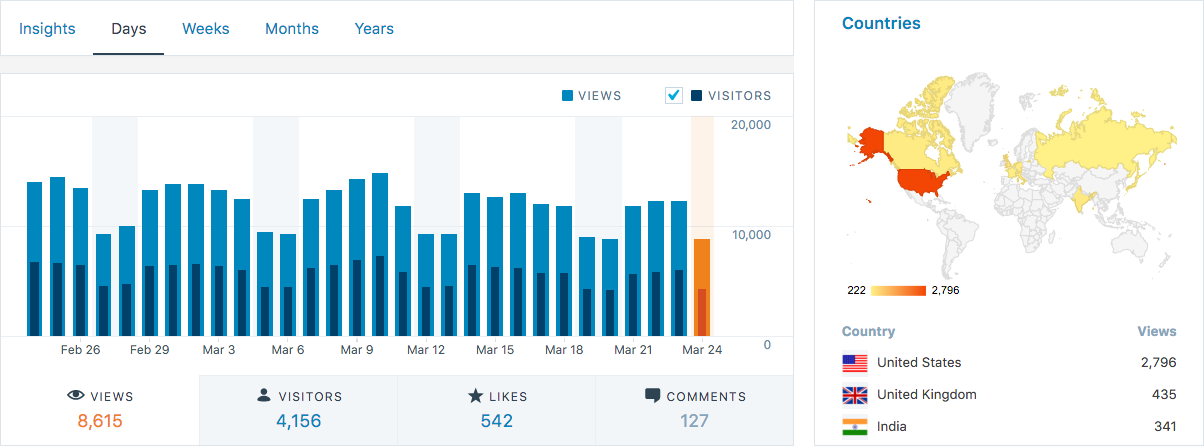 Insights Days Weeks Months Years
VIEWS VISITORS
20,000
10,000
0
Feb 26 Feb 29 Mar 3 Mar 6 Mar 9 Mar 12 Mar 15 Mar 18 Mar 21 Mar 24
VIEWS VISITORS LIKES COMMENTS
8,615 4,156 542 127
Countries
222 2,796
Country Views
United States 2,796
United Kingdom 435
India 341